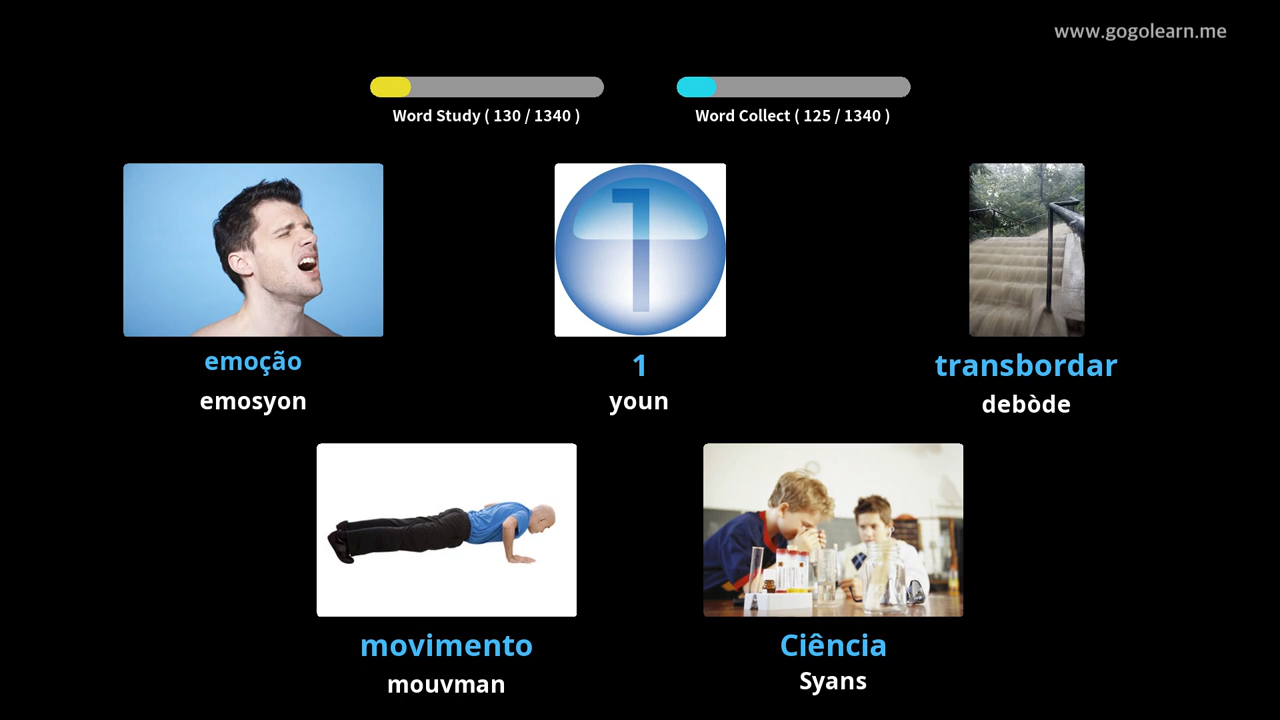 www.gogolearn.me
Word Study ( 130 / 1340 )
Word Collect ( 125 / 1340 )
1
emoção
emosyon
1
youn
transbordar
debòde
movimento
mouvman
Ciência
Syans